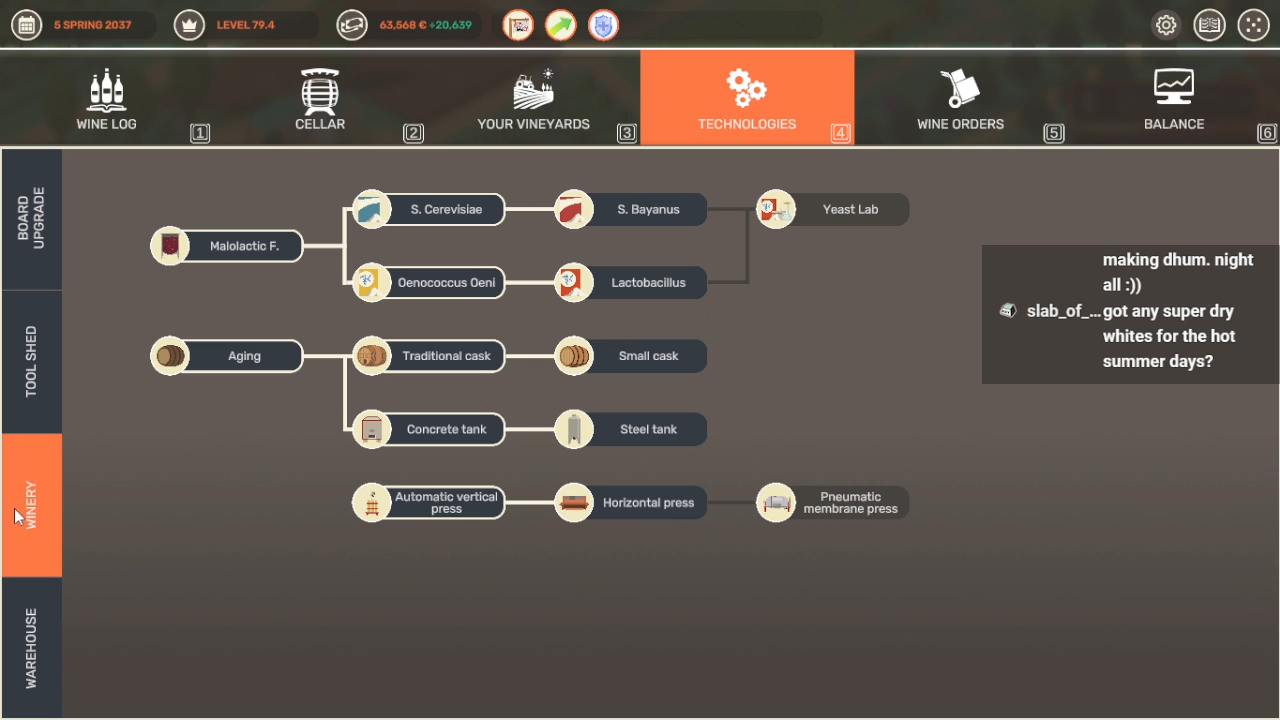 5 SPRING 2037
LEVEL 79.4
63,568 € +20,639
WINE LOG
1
CELLAR
2
YOUR VINEYARDS
3
TECHNOLOGIES
4
WINE ORDERS
5
BALANCE
6
BOARD
UPGRADE
TOOL SHED
WINERY
WAREHOUSE
S. Cerevisiae
S. Bayanus
Yeast Lab
Malolactic F.
Oenococcus Oeni
Lactobacillus
Aging
Traditional cask
Small cask
Concrete tank
Steel tank
Automatic vertical
press
Horizontal press
Pneumatic
membrane press
making dhum. night
all :))
slab_of_... got any super dry
whites for the hot
summer days?